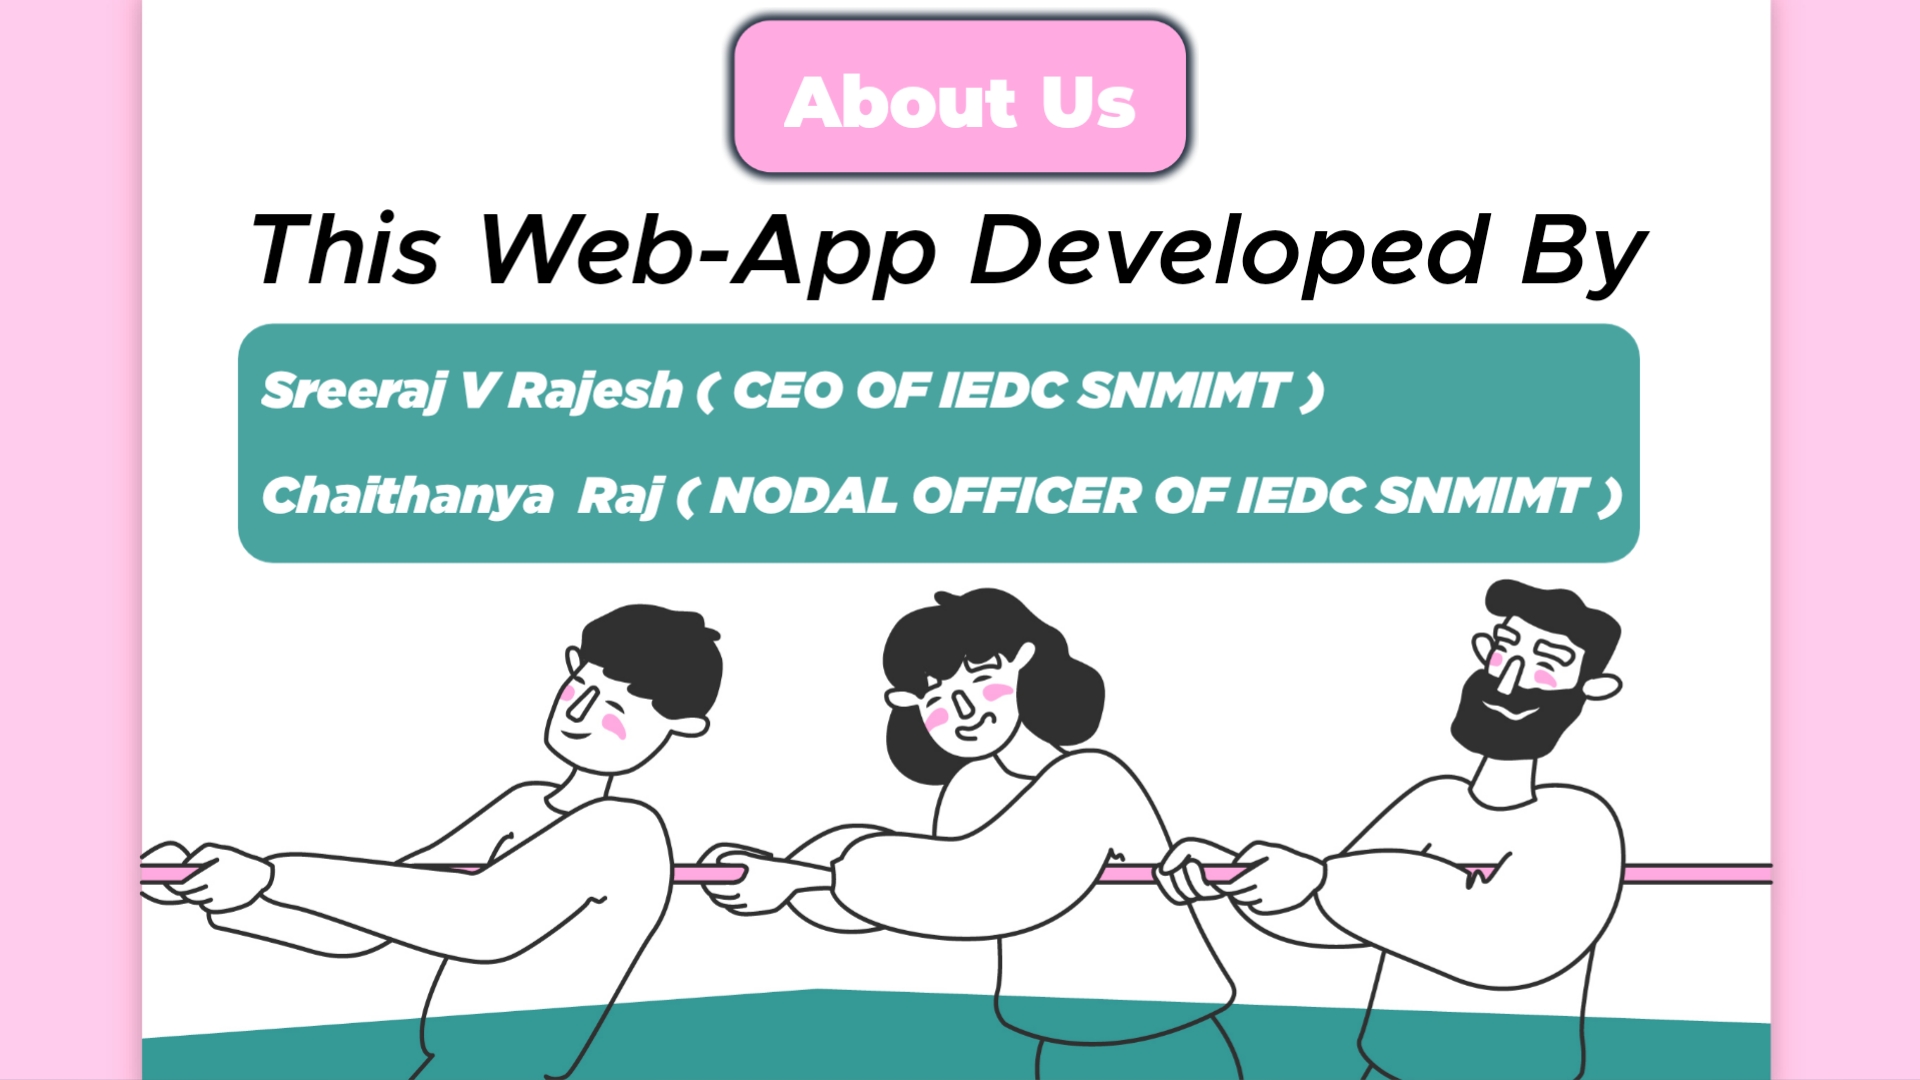 About Us
This Web-App Developed By
Sreeraj V Rajesh ( CEO OF IEDC SNMIMT )
Chaithanya Raj ( NODAL OFFICER OF IEDC SNMIMT )